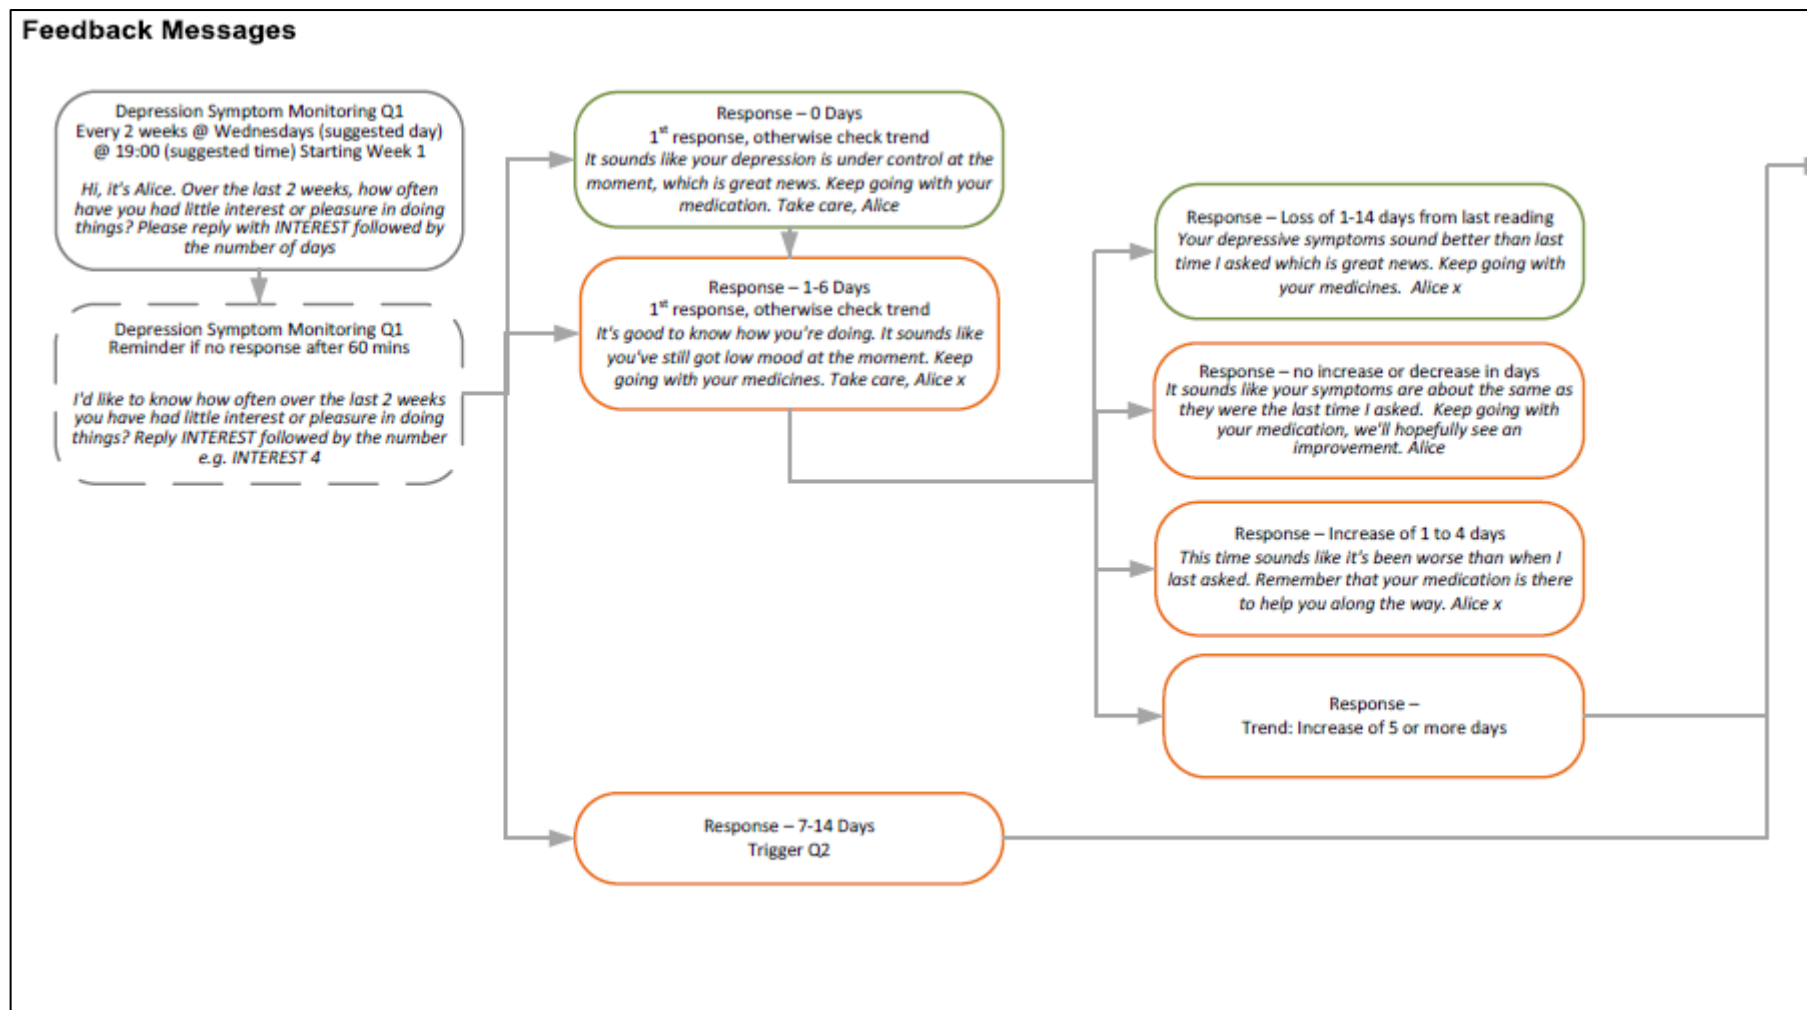 Feedback Messages
Depression Symptom Monitoring Q1
Every 2 weeks @ Wednesdays (suggested day)
@ 19:00 (suggested time) Starting Week 1
Hi, it's Alice. Over the last 2 weeks, how often
have you had little interest or pleasure in doing
things? Please reply with INTEREST followed by
the number of days
Depression Symptom Monitoring Q1
Reminder if no response after 60 mins
I'd like to know how often over the last 2 weeks
you have had little interest or pleasure in doing
things? Reply INTEREST followed by the number
e.g. INTEREST 4
Response – 0 Days
1st response, otherwise check trend
It sounds like your depression is under control at the
moment, which is great news. Keep going with your
medication. Take care, Alice
Response – 1-6 Days
1st response, otherwise check trend
It's good to know how you're doing. It sounds like
you've still got low mood at the moment. Keep
going with your medicines. Take care, Alice x
Response – 7-14 Days
Trigger Q2
Response – Loss of 1-14 days from last reading
Your depressive symptoms sound better than last
time I asked which is great news. Keep going with
your medicines.  Alice x
Response – no increase or decrease in days
It sounds like your symptoms are about the same as
they were the last time I asked.  Keep going with
your medication, we'll hopefully see an
improvement. Alice
Response – Increase of 1 to 4 days
This time sounds like it's been worse than when I
last asked. Remember that your medication is there
to help you along the way. Alice x
Response –
Trend: Increase of 5 or more days